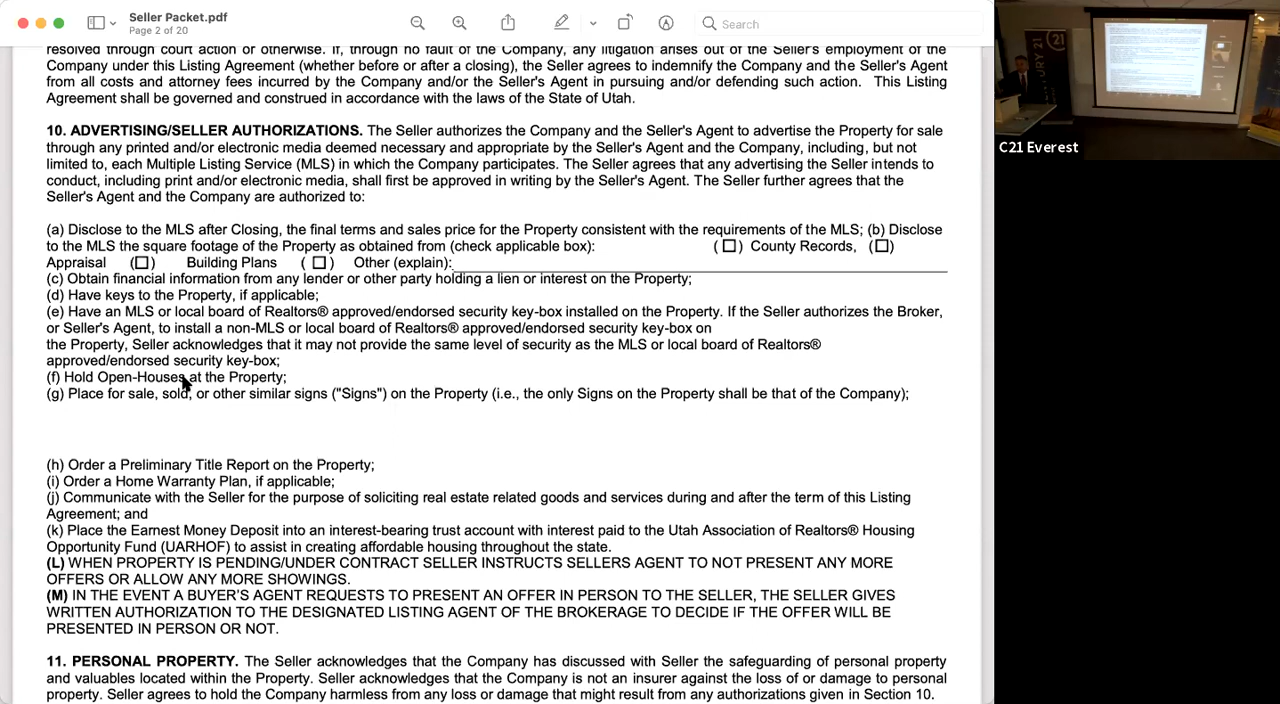 Seller Packet.pdf
Page 2 of 20
Search
resolved through court action or otherwise. If, through no fault of the Company, any litigation arises out of the Seller's employment of the
Company under this Listing Agreement (whether before or after a sale), the Seller agrees to indemnify the Company and the Seller's Agent
from all costs and attorney fees incurred by the Company and/or the Seller's Agent in pursuing and/or defending such action. This Listing
Agreement shall be governed and construed in accordance with the laws of the State of Utah.
10. ADVERTISING/SELLER AUTHORIZATIONS. The Seller authorizes the Company and the Seller's Agent to advertise the Property for sale
through any printed and/or electronic media deemed necessary and appropriate by the Seller's Agent and the Company, including, but not
limited to, each Multiple Listing Service (MLS) in which the Company participates. The Seller agrees that any advertising the Seller intends to
conduct, including print and/or electronic media, shall first be approved in writing by the Seller's Agent. The Seller further agrees that the
Seller's Agent and the Company are authorized to:
(a) Disclose to the MLS after Closing, the final terms and sales price for the Property consistent with the requirements of the MLS; (b) Disclose
to the MLS the square footage of the Property as obtained from (check applicable box): (☐) County Records, (☐)
Appraisal (☐) Building Plans (☐) Other (explain):
(c) Obtain financial information from any lender or other party holding a lien or interest on the Property;
(d) Have keys to the Property, if applicable;
(e) Have an MLS or local board of Realtors® approved/endorsed security key-box installed on the Property. If the Seller authorizes the Broker,
or Seller's Agent, to install a non-MLS or local board of Realtors® approved/endorsed security key-box on
the Property, Seller acknowledges that it may not provide the same level of security as the MLS or local board of Realtors®
approved/endorsed security key-box;
(f) Hold Open-Houses at the Property;
(g) Place for sale, sold, or other similar signs ("Signs") on the Property (i.e., the only Signs on the Property shall be that of the Company);
(h) Order a Preliminary Title Report on the Property;
(i) Order a Home Warranty Plan, if applicable;
(j) Communicate with the Seller for the purpose of soliciting real estate related goods and services during and after the term of this Listing
Agreement; and
(k) Place the Earnest Money Deposit into an interest-bearing trust account with interest paid to the Utah Association of Realtors® Housing
Opportunity Fund (UARHOF) to assist in creating affordable housing throughout the state.
(L) WHEN PROPERTY IS PENDING/UNDER CONTRACT SELLER INSTRUCTS SELLERS AGENT TO NOT PRESENT ANY MORE
OFFERS OR ALLOW ANY MORE SHOWINGS.
(M) IN THE EVENT A BUYER'S AGENT REQUESTS TO PRESENT AN OFFER IN PERSON TO THE SELLER, THE SELLER GIVES
WRITTEN AUTHORIZATION TO THE DESIGNATED LISTING AGENT OF THE BROKERAGE TO DECIDE IF THE OFFER WILL BE
PRESENTED IN PERSON OR NOT.
11. PERSONAL PROPERTY. The Seller acknowledges that the Company has discussed with Seller the safeguarding of personal property
and valuables located within the Property. Seller acknowledges that the Company is not an insurer against the loss of or damage to personal
property. Seller agrees to hold the Company harmless from any loss or damage that might result from any authorizations given in Section 10.
21
C21 Everest